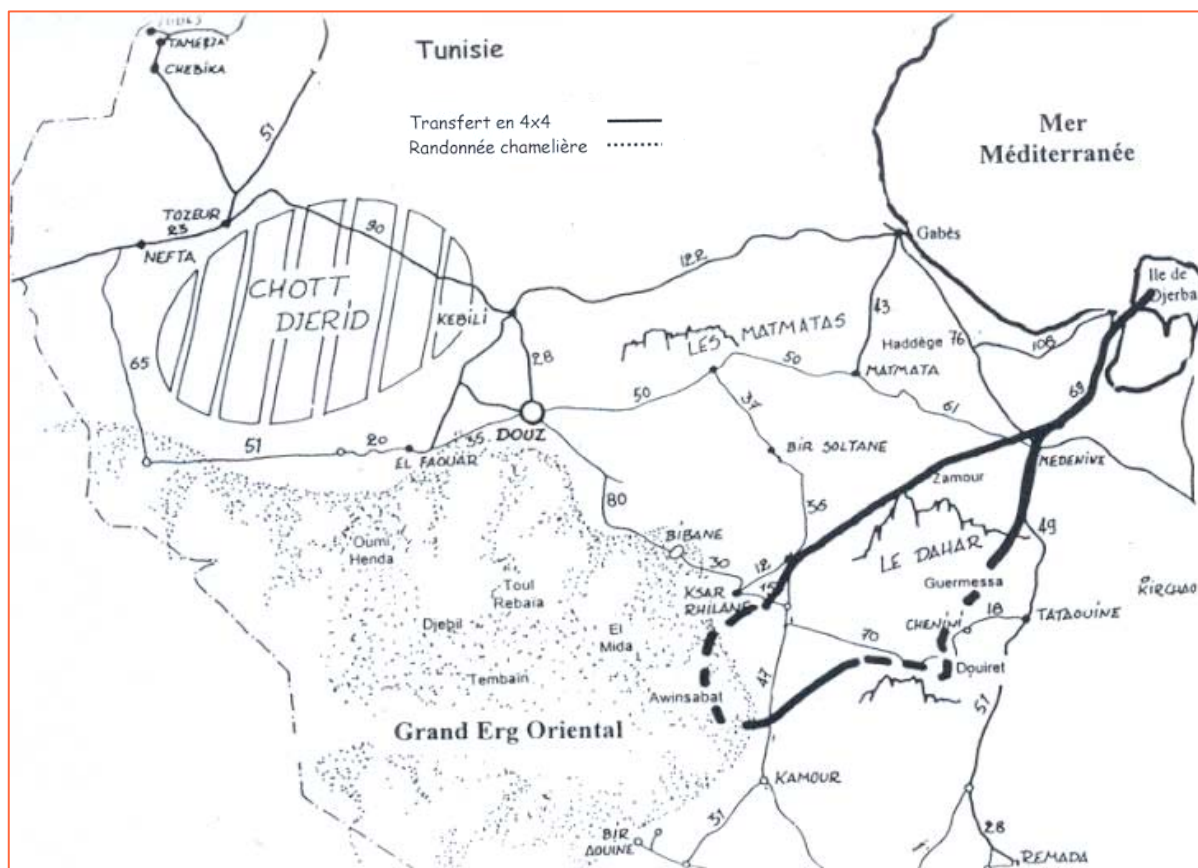 TAMERZA
CHEBIKA
Tunisie
Transfert en 4x4
Randonnée chamelière
Mer
Méditerranée
51
TOZEUR
23
NEFTA
90
CHOTT
DJERID
KEBILI
122
Gabès
Ile de
Djerba
LES MATMATAS
43
Haddège
76
108
MATMATA
65
28
50
50
37
61
69
51
20
35
DOUZ
EL FAOUAR
BIR SOLTANE
MEDENINE
Zamour
80
BIBANE
49
LE DAHAR
Oumi
Henda
30
12
KSAR
RHILANE
Guermessa
KIRCHAO
Toul
Rebaïa
CHENINI
18
TATAOUINE
Djebil
El
Mida
70
Douiret
Tembain
Awinsabat
47
Grand Erg Oriental
KAMOUR
31
BIR
AOUINE
28
REMADA